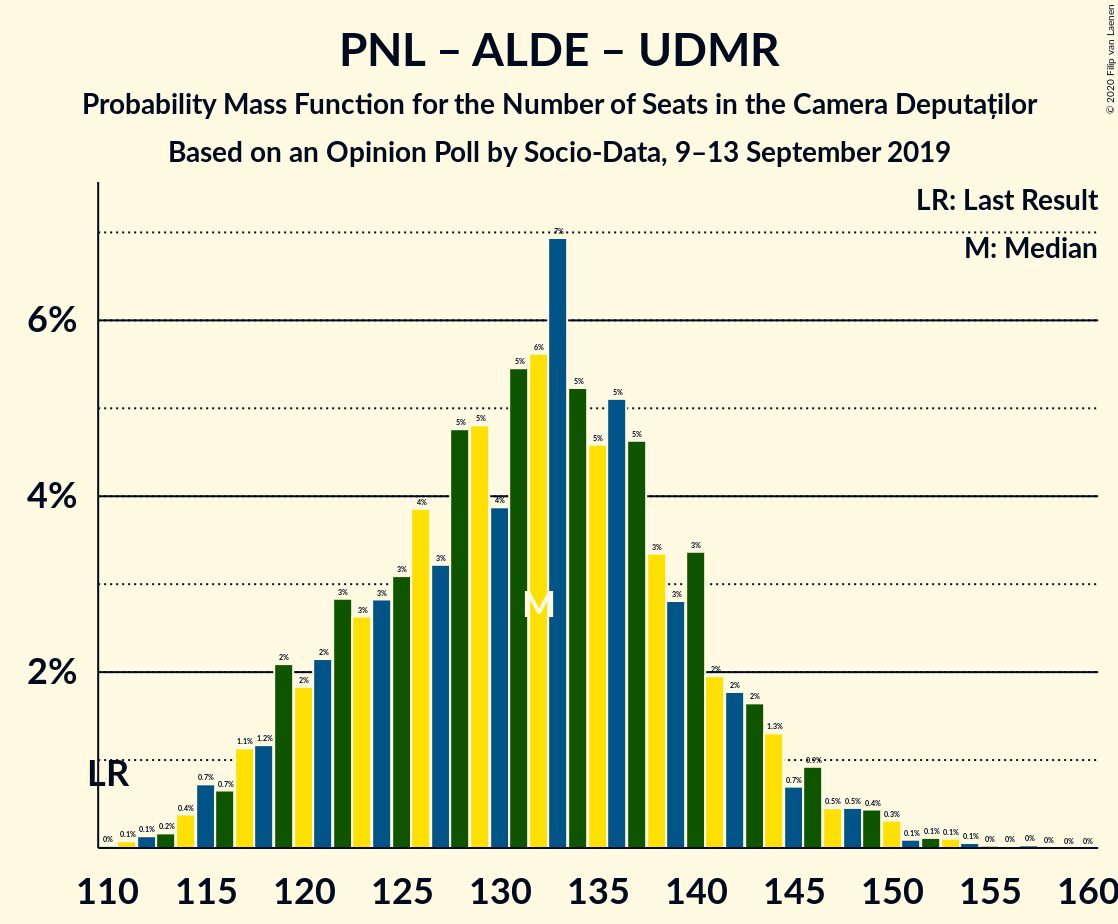 PNL – ALDE – UDMR
Probability Mass Function for the Number of Seats in the Camera Deputaților
Based on an Opinion Poll by Socio-Data, 9–13 September 2019
© 2020 Filip van Laenen
LR: Last Result
M: Median
6%
4%
2%
LR
M
0% 0.1% 0.1% 0.2% 0.4% 0.7% 0.7% 1.1% 1.2% 2% 2% 2% 3% 3% 3% 3% 4% 3% 5% 5% 4% 5% 6% 7% 5% 5% 5% 5% 3% 3% 3% 2% 2% 2% 1.3% 0.7% 0.9% 0.5% 0.5% 0.4% 0.3% 0.1% 0.1% 0.1% 0.1% 0% 0% 0% 0% 0% 0%
110 115 120 125 130 135 140 145 150 155 160